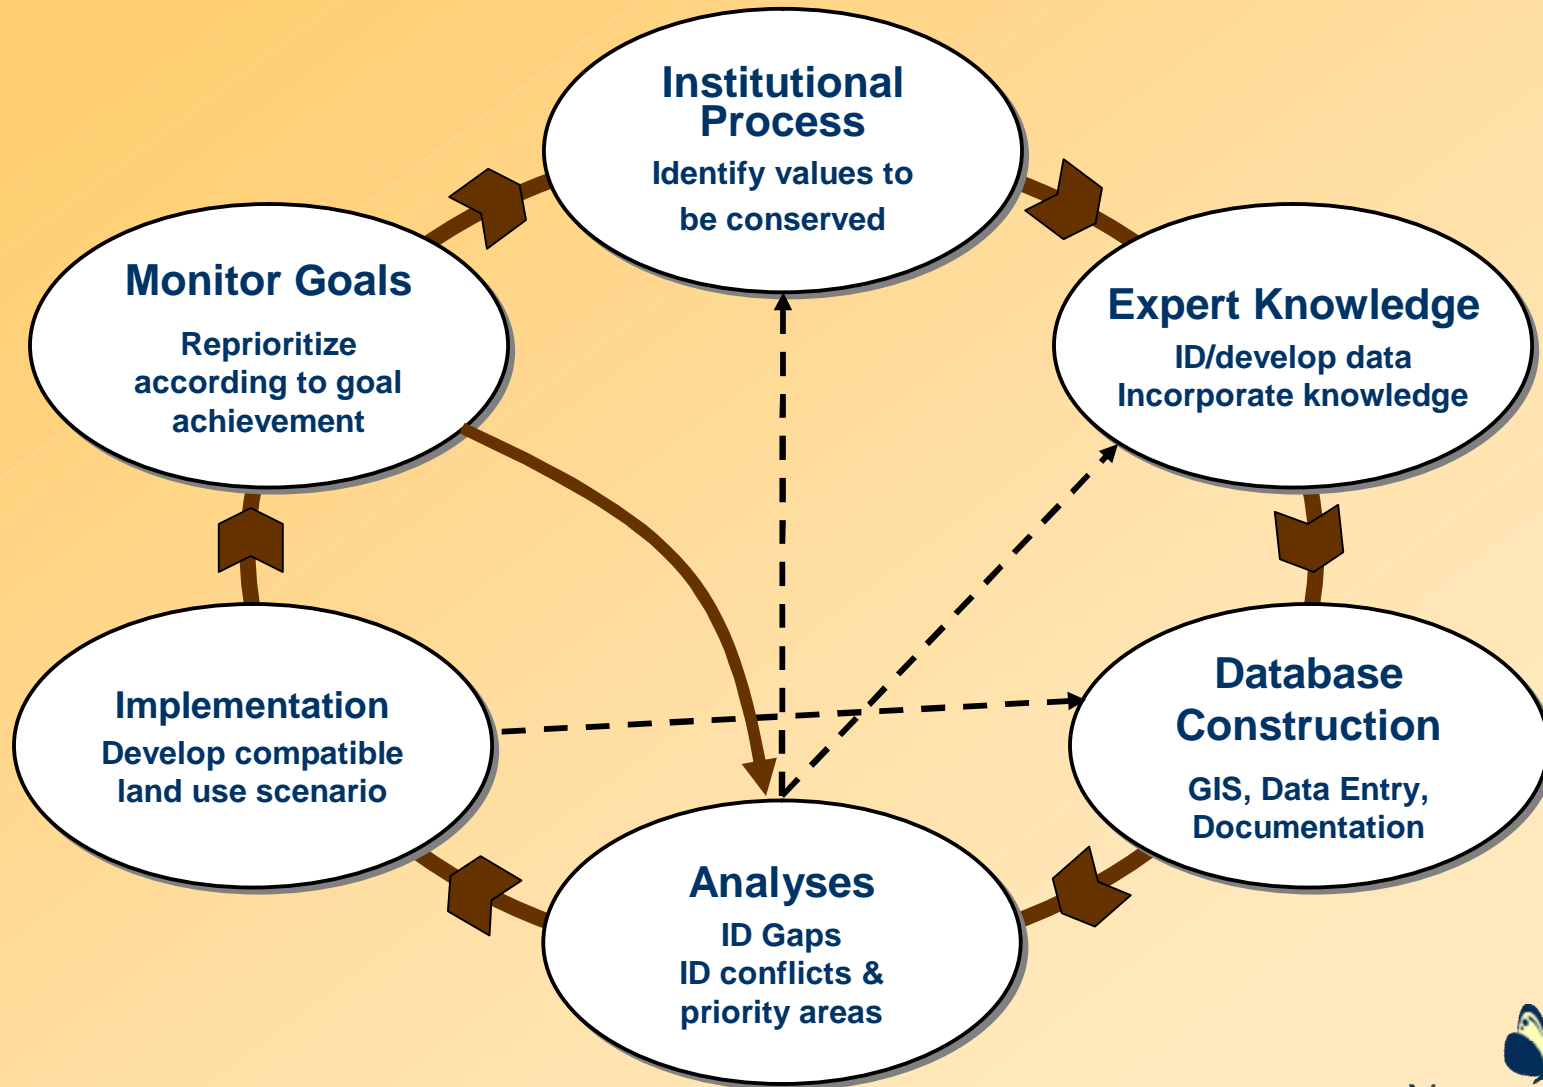 Institutional
Process
Identify values to
be conserved
Expert Knowledge
ID/develop data
Incorporate knowledge
Database
Construction
GIS, Data Entry,
Documentation
Analyses
ID Gaps
ID conflicts &
priority areas
Implementation
Develop compatible
land use scenario
Monitor Goals
Reprioritize
according to goal
achievement